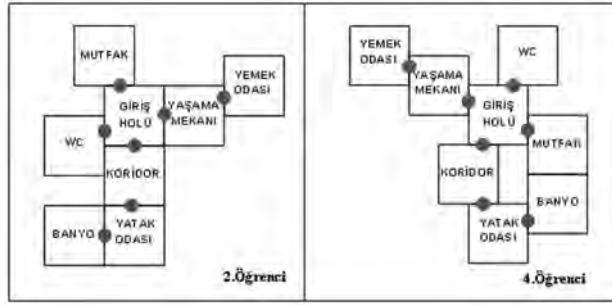 MUTFAK
YEMEK
ODASI
GİRİŞ
HOLÜ
YAŞAMA
MEKANI
WC
KORİDOR
BANYO
YATAK
ODASI
2.Öğrenci
YEMEK
ODASI
WC
YAŞAMA
MEKANI
GİRİŞ
HOLÜ
MUTFAK
KORİDOR
BANYO
YATAK
ODASI
4.Öğrenci